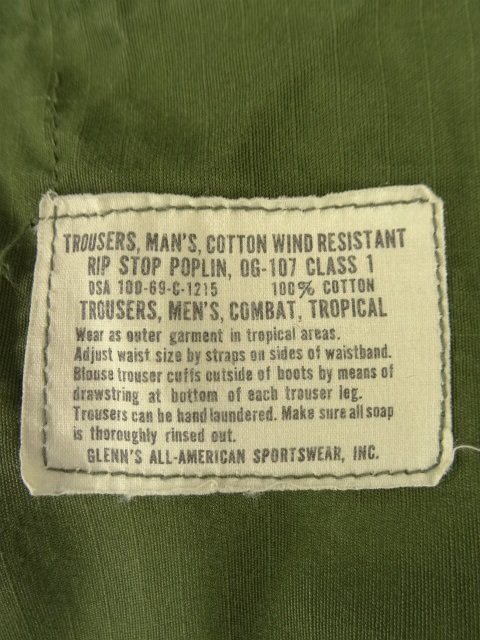 TROUSERS, MAN'S, COTTON WIND RESISTANT
RIP STOP POPLIN, OG-107 CLASS 1
DSA 100-69-C-1215 100% COTTON
TROUSERS, MEN'S, COMBAT, TROPICAL
Wear as outer garment in tropical areas.
Adjust waist size by straps on sides of waistband.
Blouse trouser cuffs outside of boots by means of
drawstring at bottom of each trouser leg.
Trousers can be hand laundered. Make sure all soap
is thoroughly rinsed out.
GLENN'S ALL-AMERICAN SPORTSWEAR, INC.